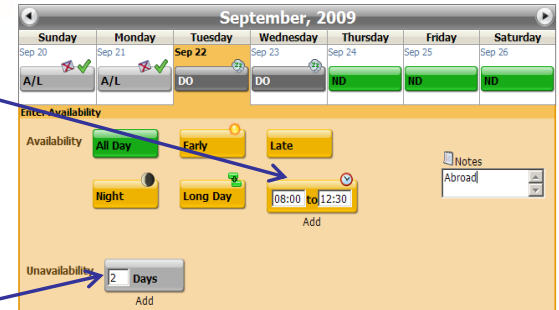 September, 2009
Sunday Monday Tuesday Wednesday Thursday Friday Saturday
Sep 20 Sep 21 Sep 22 Sep 23 Sep 24 Sep 25 Sep 26
A/L A/L DO DO ND ND ND
Enter Availability
Availability All Day Early Late
Notes
Abroad
Night Long Day 08:00 to 12:30
Add
Unavailability 2 Days
Add